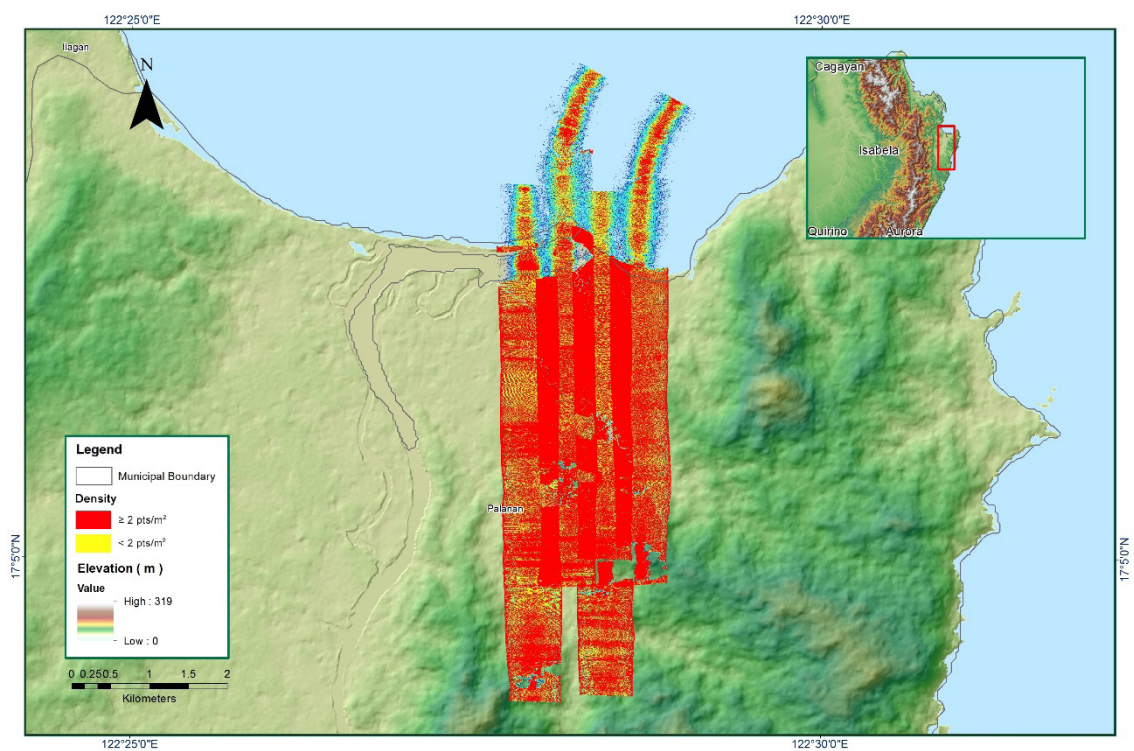 122°25'0"E
122°30'0"E
Ilagan
N
Cagayan
Isabela
Quirino
Aurora
Legend
Municipal Boundary
Density
≥ 2 pts/m²
< 2 pts/m²
Elevation ( m )
Value
High : 319
Low : 0
0 0.25 0.5 1 1.5 2
Kilometers
Palanan
17°5'0"N
17°5'0"N
122°25'0"E
122°30'0"E